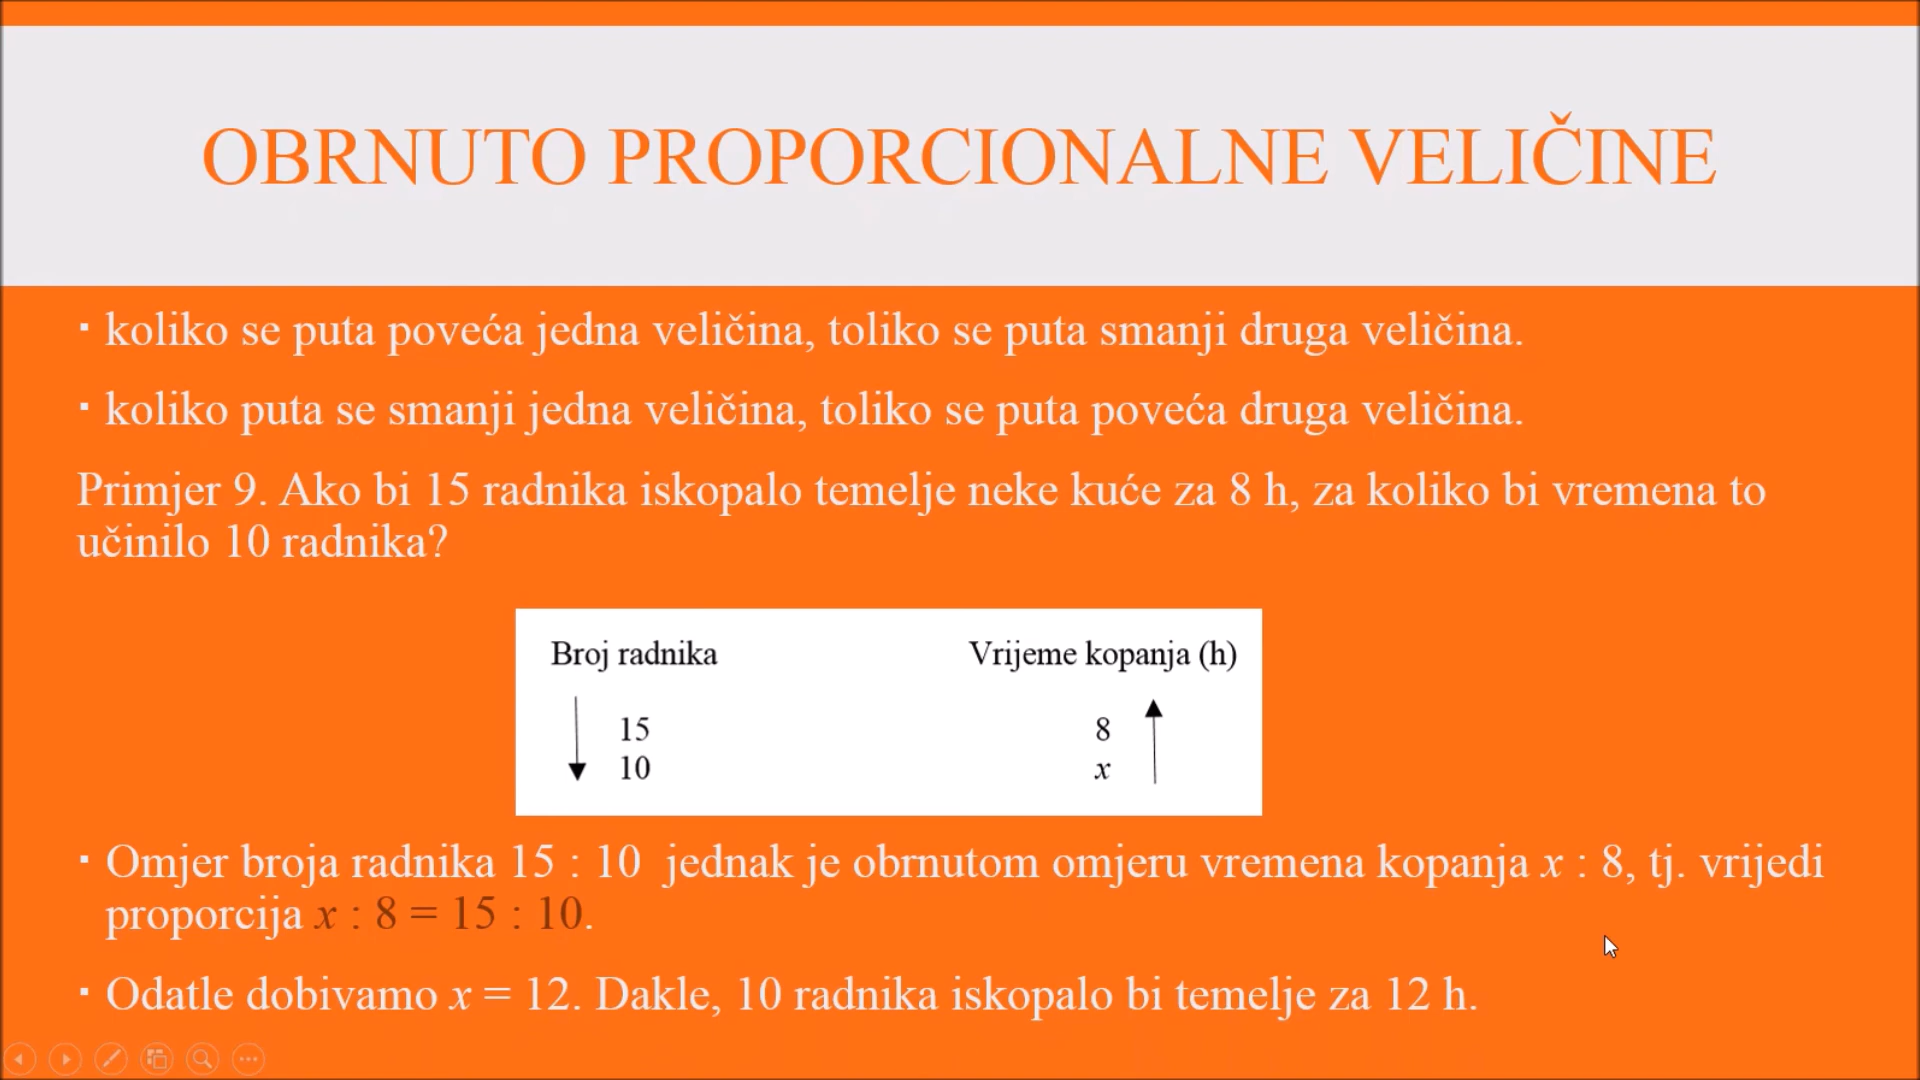 OBRNUTO PROPORCIONALNE VELIČINE
▪ koliko se puta poveća jedna veličina, toliko se puta smanji druga veličina.
▪ koliko puta se smanji jedna veličina, toliko se puta poveća druga veličina.
Primjer 9. Ako bi 15 radnika iskopalo temelje neke kuće za 8 h, za koliko bi vremena to
učinilo 10 radnika?
Broj radnika Vrijeme kopanja (h)
15 8
10 x
▪ Omjer broja radnika 15 : 10 jednak je obrnutom omjeru vremena kopanja x : 8, tj. vrijedi
proporcija x : 8 = 15 : 10.
▪ Odatle dobivamo x = 12. Dakle, 10 radnika iskopalo bi temelje za 12 h.